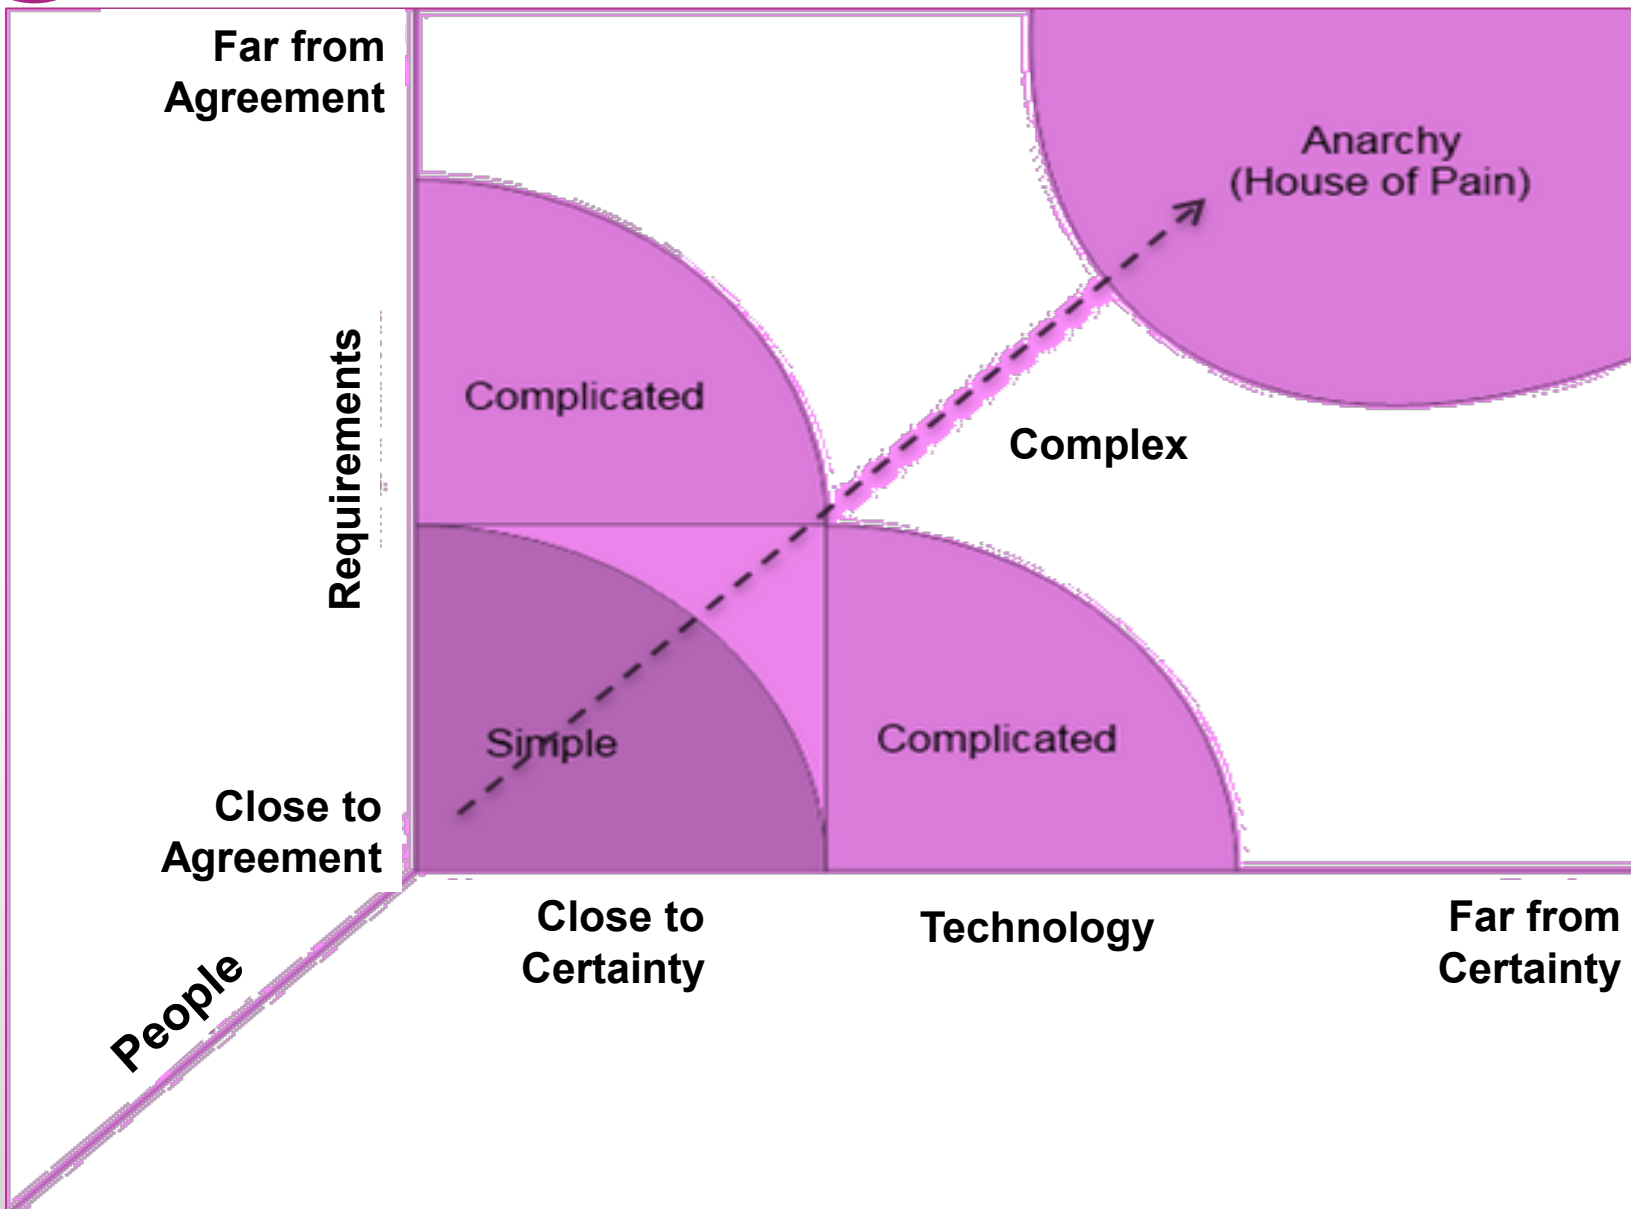 Far from
Agreement
Anarchy
(House of Pain)
Requirements
Complicated
Complex
Simple
Complicated
Close to
Agreement
Close to
Certainty
Technology
Far from
Certainty
People